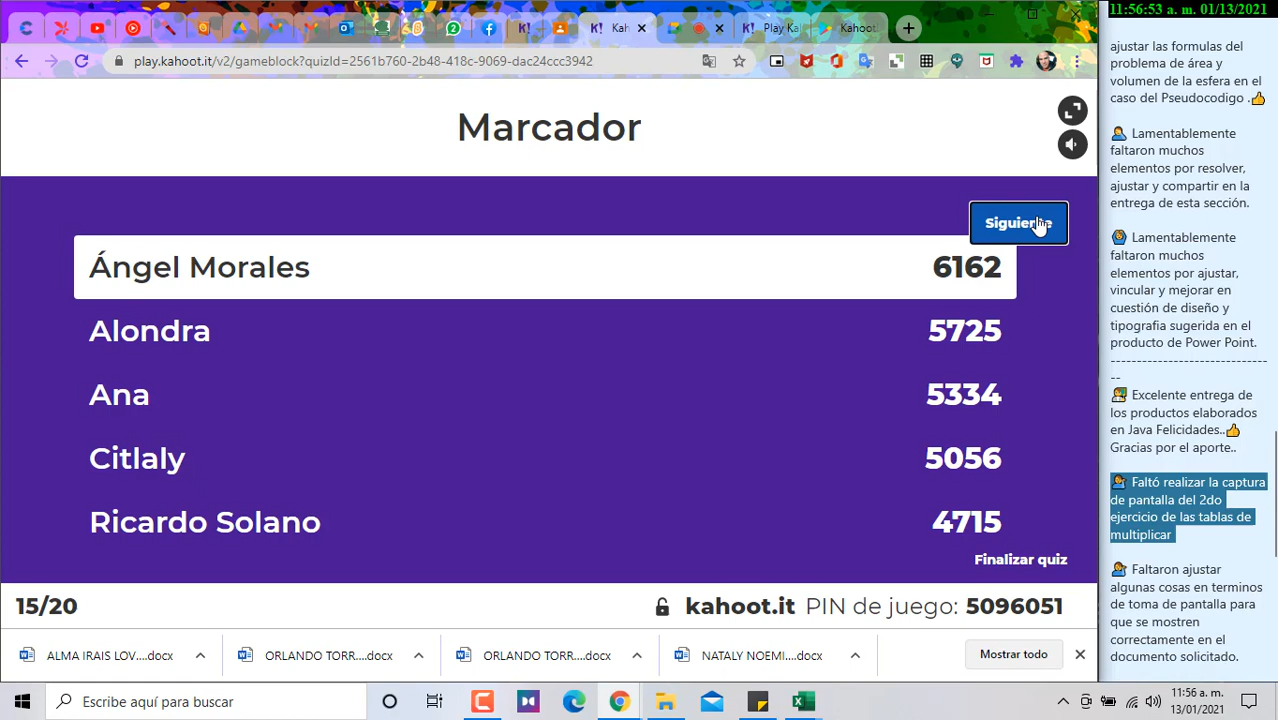 11:56:53 a. m. 01/13/2021
Kah
Play Ka
Kahoot!
play.kahoot.it/v2/gameblock?quizId=2561b760-2b48-418c-9069-dac24ccc3942
Marcador
Siguiente
Ángel Morales 6162
Alondra 5725
Ana 5334
Citlaly 5056
Ricardo Solano 4715
Finalizar quiz
15/20
kahoot.it PIN de juego: 5096051
ALMA IRAIS LOV....docx
ORLANDO TORR....docx
ORLANDO TORR....docx
NATALY NOEMI....docx
Mostrar todo
Escribe aquí para buscar
11:56 a. m.
13/01/2021
ajustar las formulas del
problema de área y
volumen de la esfera en el
caso del Pseudocodigo .👍
Lamentablemente
faltaron muchos
elementos por resolver,
ajustar y compartir en la
entrega de esta sección.
Lamentablemente
faltaron muchos
elementos por ajustar,
vincular y mejorar en
cuestión de diseño y
tipografia sugerida en el
producto de Power Point.
---------------------------
--
Excelente entrega de
los productos elaborados
en Java Felicidades..👍
Gracias por el aporte..
Faltó realizar la captura
de pantalla del 2do
ejercicio de las tablas de
multiplicar
Faltaron ajustar
algunas cosas en terminos
de toma de pantalla para
que se mostren
correctamente en el
documento solicitado.